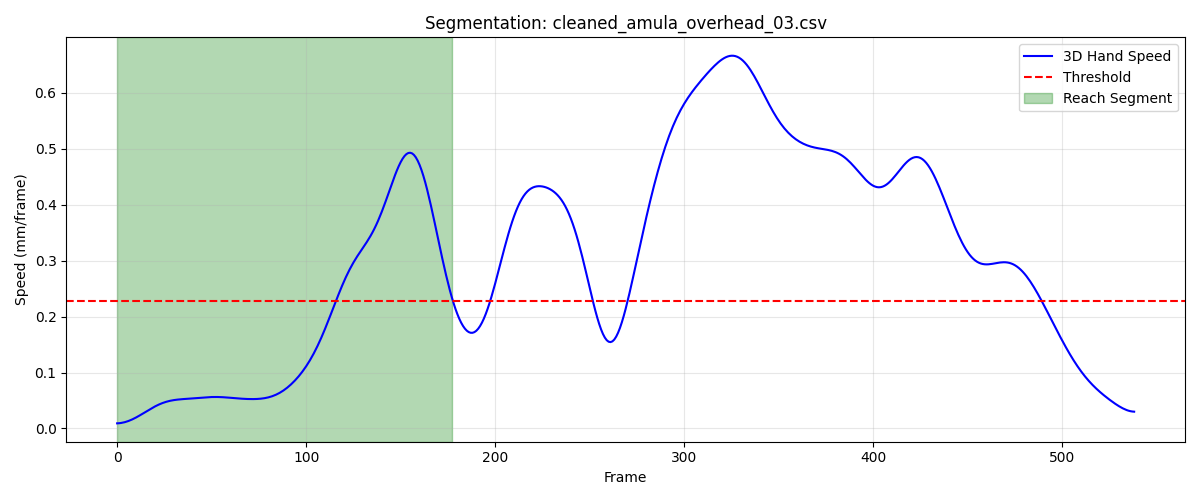 Segmentation: cleaned_amula_overhead_03.csv
3D Hand Speed
Threshold
Reach Segment
Speed (mm/frame)
0.6
0.5
0.4
0.3
0.2
0.1
0.0
0 100 200 300 400 500
Frame